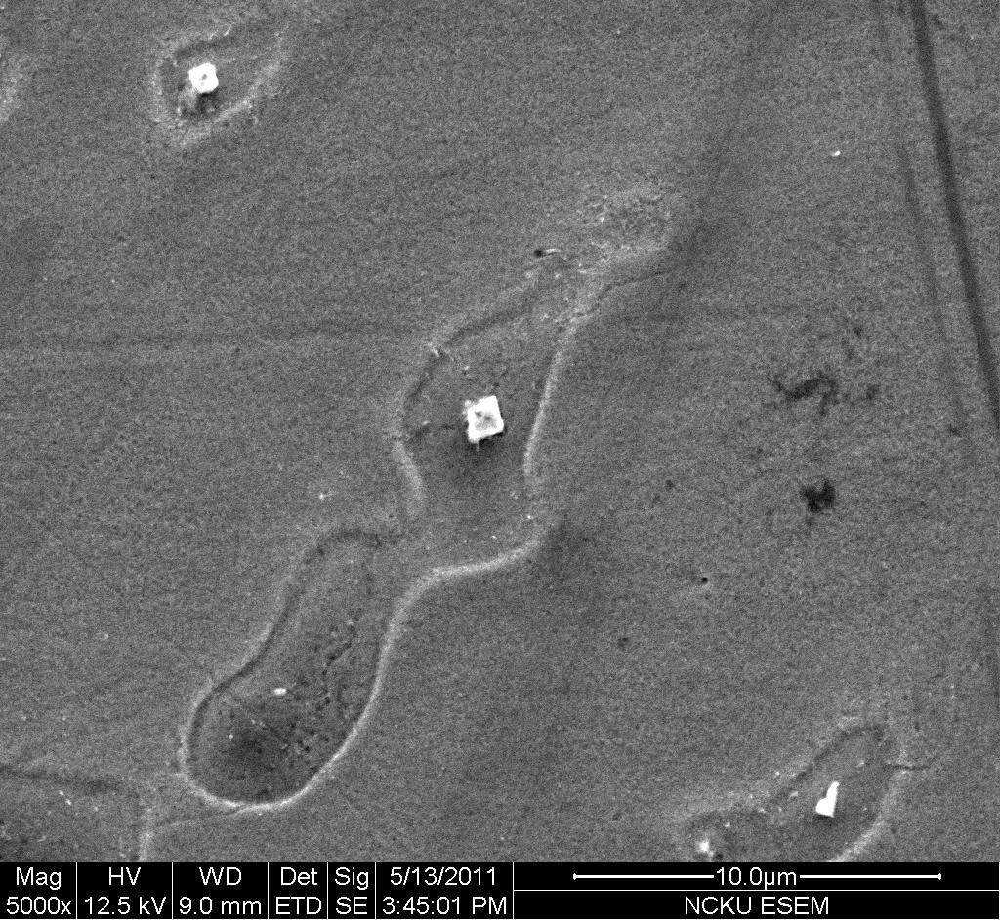 Mag HV WD Det Sig 5/13/2011 10.0µm
5000x 12.5 kV 9.0 mm ETD SE 3:45:01 PM NCKU ESEM